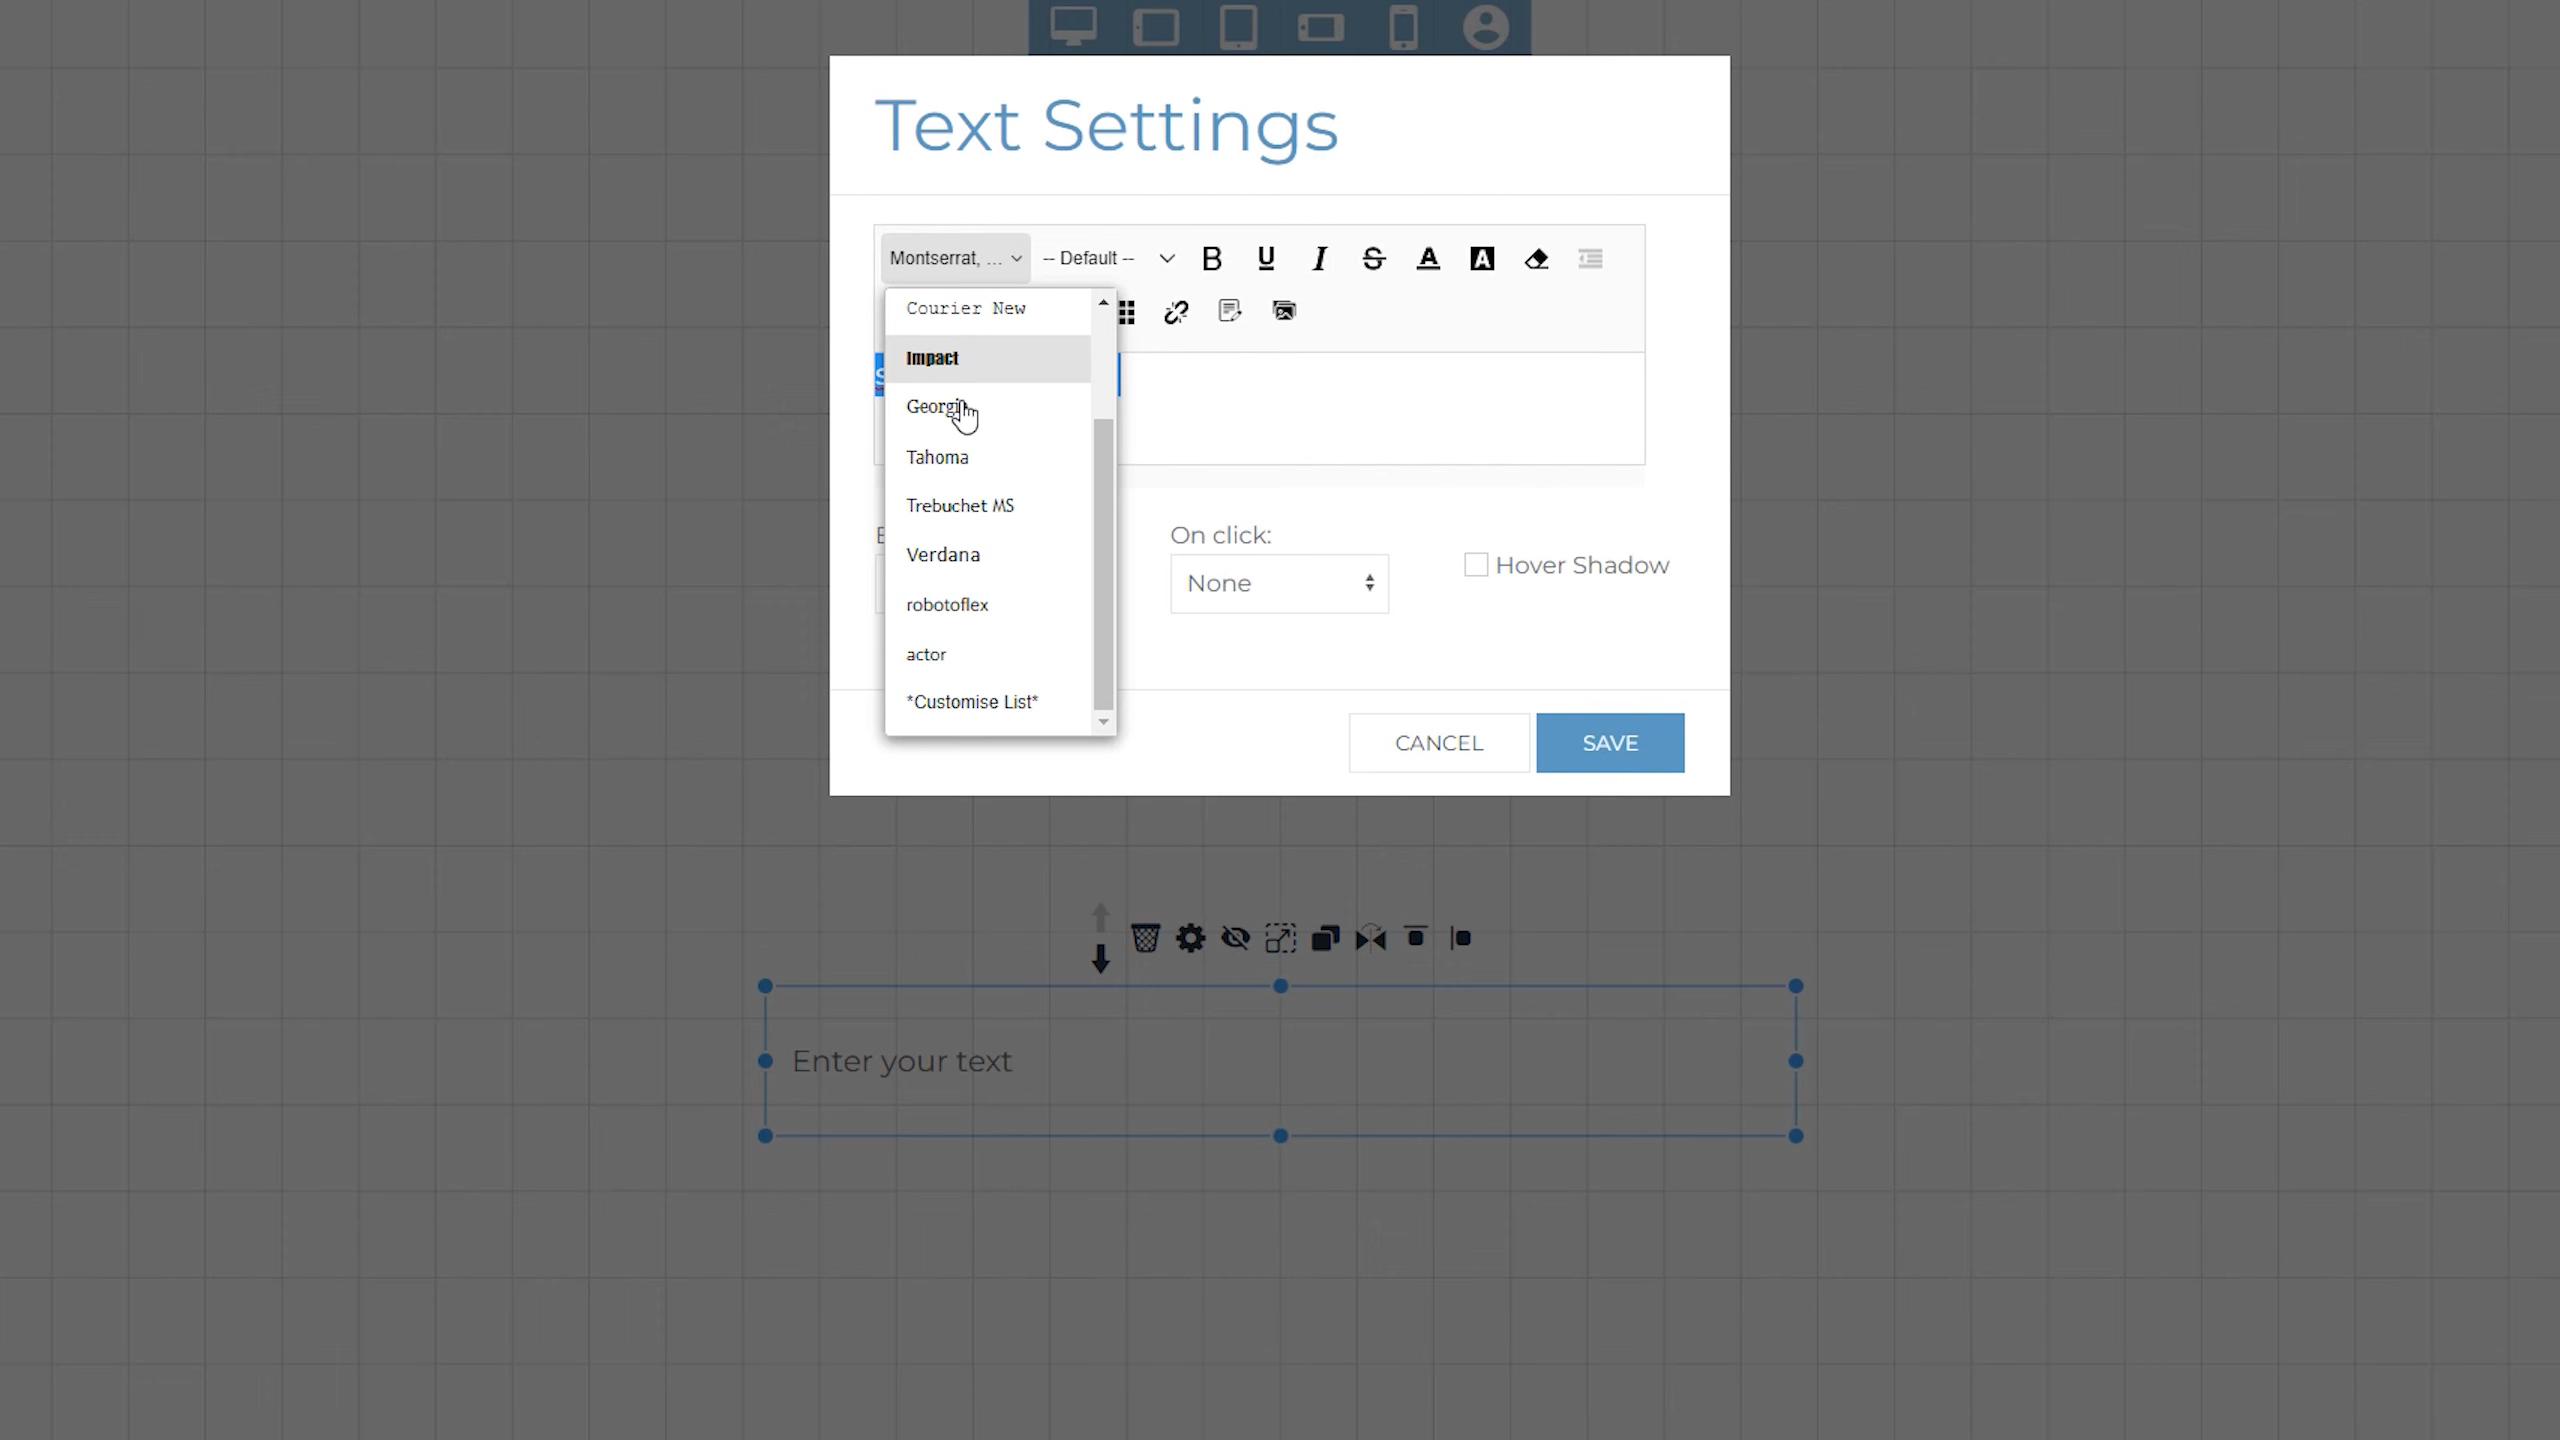 Text Settings
Montserrat, ...
-- Default --
B U I S A A
Courier New
Impact
Georgia
Tahoma
Trebuchet MS
Verdana
robotoflex
actor
*Customise List*
On click:
None
Hover Shadow
CANCEL
SAVE
Enter your text